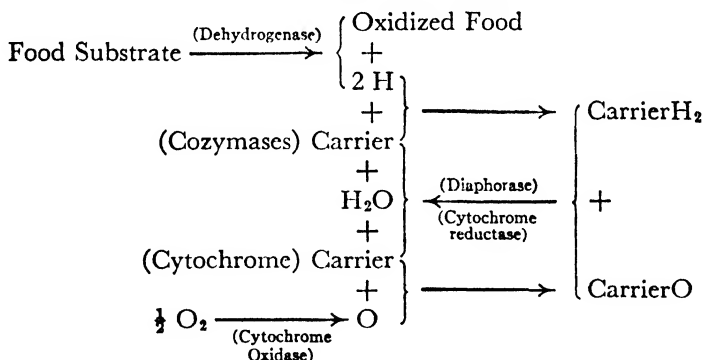 (Dehydrogenase) Oxidized Food
Food Substrate +
2 H
+ CarrierH₂
(Cozymases) Carrier
+
(Diaphorase)
H₂O +
(Cytochrome
reductase)
+
(Cytochrome) Carrier
+ CarrierO
½ O₂ O
(Cytochrome
Oxidase)